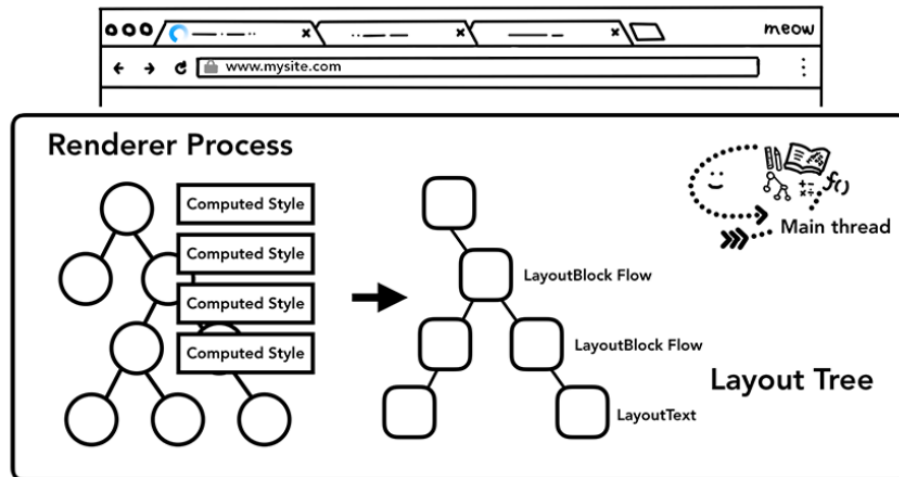 meow
www.mysite.com
Renderer Process
Computed Style
Computed Style
Computed Style
Computed Style
LayoutBlock Flow
LayoutBlock Flow
LayoutText
f()
Main thread
Layout Tree